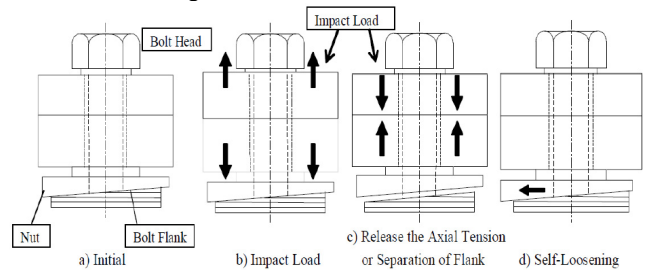 Bolt Head
Impact Load
Nut
Bolt Flank
a) Initial
b) Impact Load
c) Release the Axial Tension
or Separation of Flank
d) Self-Loosening